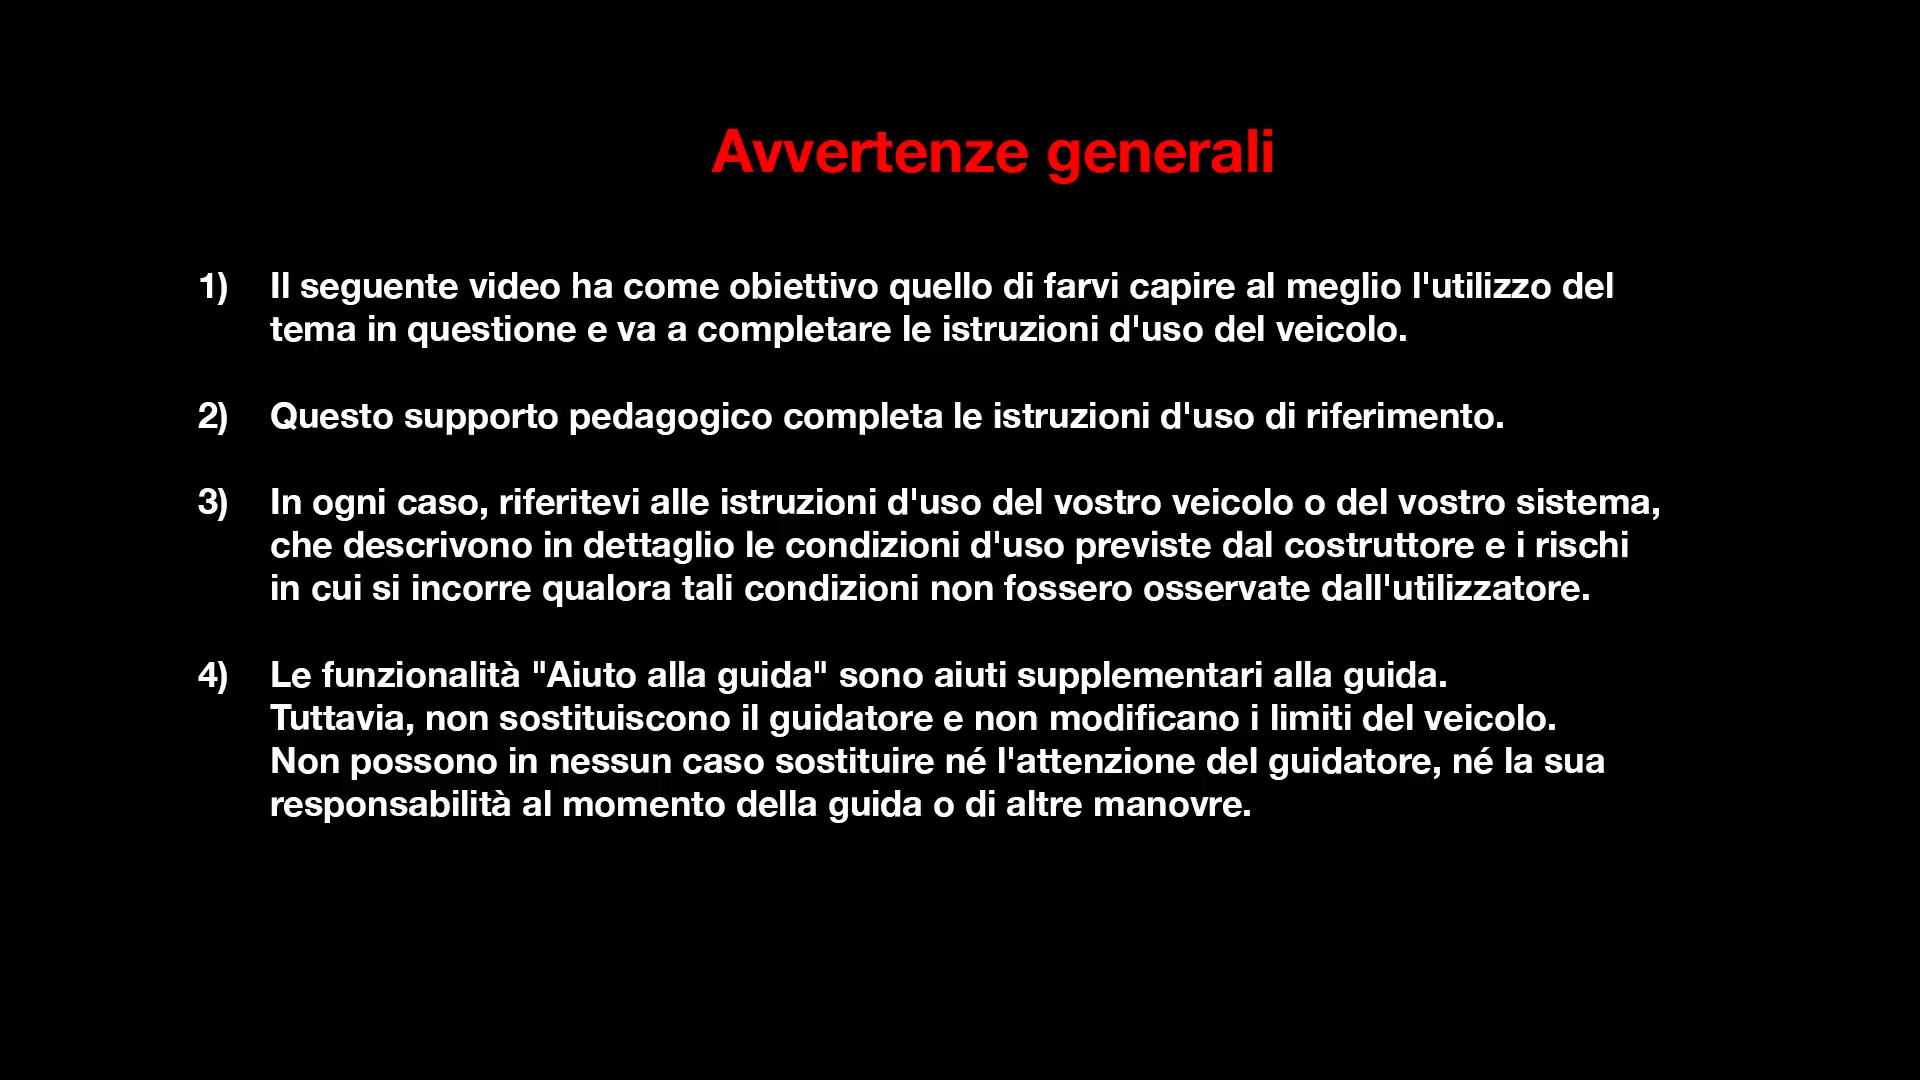 Avvertenze generali
1) Il seguente video ha come obiettivo quello di farvi capire al meglio l'utilizzo del
tema in questione e va a completare le istruzioni d'uso del veicolo.
2) Questo supporto pedagogico completa le istruzioni d'uso di riferimento.
3) In ogni caso, riferitevi alle istruzioni d'uso del vostro veicolo o del vostro sistema,
che descrivono in dettaglio le condizioni d'uso previste dal costruttore e i rischi
in cui si incorre qualora tali condizioni non fossero osservate dall'utilizzatore.
4) Le funzionalità "Aiuto alla guida" sono aiuti supplementari alla guida.
Tuttavia, non sostituiscono il guidatore e non modificano i limiti del veicolo.
Non possono in nessun caso sostituire né l'attenzione del guidatore, né la sua
responsabilità al momento della guida o di altre manovre.